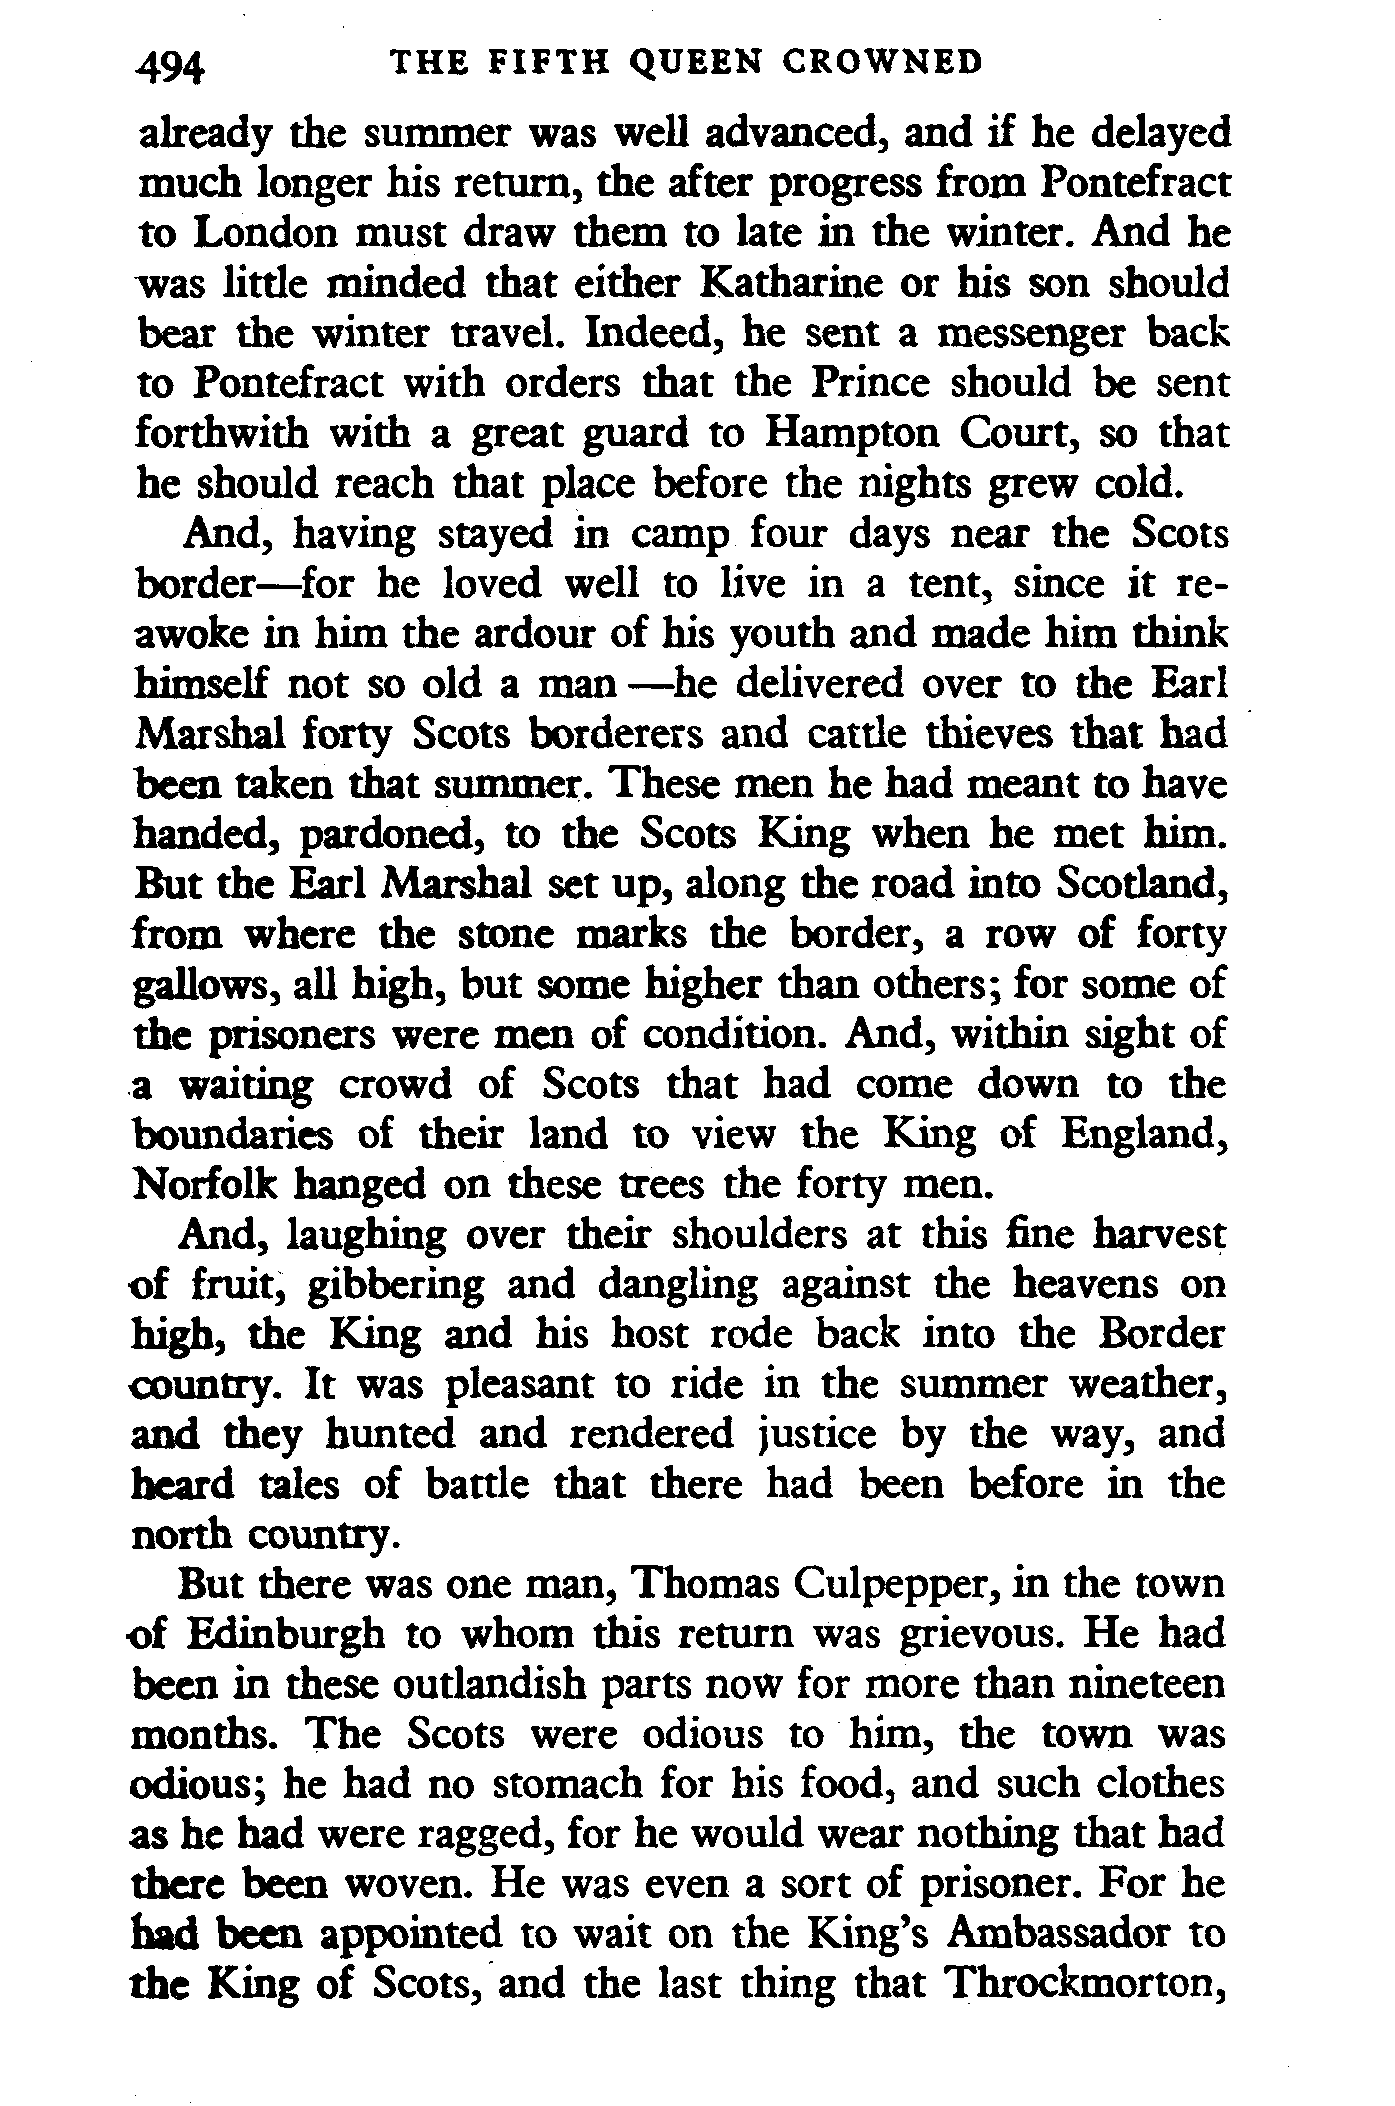 494 THE FIFTH QUEEN CROWNED
already the summer was well advanced, and if he delayed
much longer his return, the after progress from Pontefract
to London must draw them to late in the winter. And he
was little minded that either Katharine or his son should
bear the winter travel. Indeed, he sent a messenger back
to Pontefract with orders that the Prince should be sent
forthwith with a great guard to Hampton Court, so that
he should reach that place before the nights grew cold.
And, having stayed in camp four days near the Scots
border—for he loved well to live in a tent, since it re-
awoke in him the ardour of his youth and made him think
himself not so old a man—he delivered over to the Earl
Marshal forty Scots borderers and cattle thieves that had
been taken that summer. These men he had meant to have
handed, pardoned, to the Scots King when he met him.
But the Earl Marshal set up, along the road into Scotland,
from where the stone marks the border, a row of forty
gallows, all high, but some higher than others; for some of
the prisoners were men of condition. And, within sight of
a waiting crowd of Scots that had come down to the
boundaries of their land to view the King of England,
Norfolk hanged on these trees the forty men.
And, laughing over their shoulders at this fine harvest
of fruit, gibbering and dangling against the heavens on
high, the King and his host rode back into the Border
country. It was pleasant to ride in the summer weather,
and they hunted and rendered justice by the way, and
heard tales of battle that there had been before in the
north country.
But there was one man, Thomas Culpepper, in the town
of Edinburgh to whom this return was grievous. He had
been in these outlandish parts now for more than nineteen
months. The Scots were odious to him, the town was
odious; he had no stomach for his food, and such clothes
as he had were ragged, for he would wear nothing that had
there been woven. He was even a sort of prisoner. For he
had been appointed to wait on the King's Ambassador to
the King of Scots, and the last thing that Throckmorton,